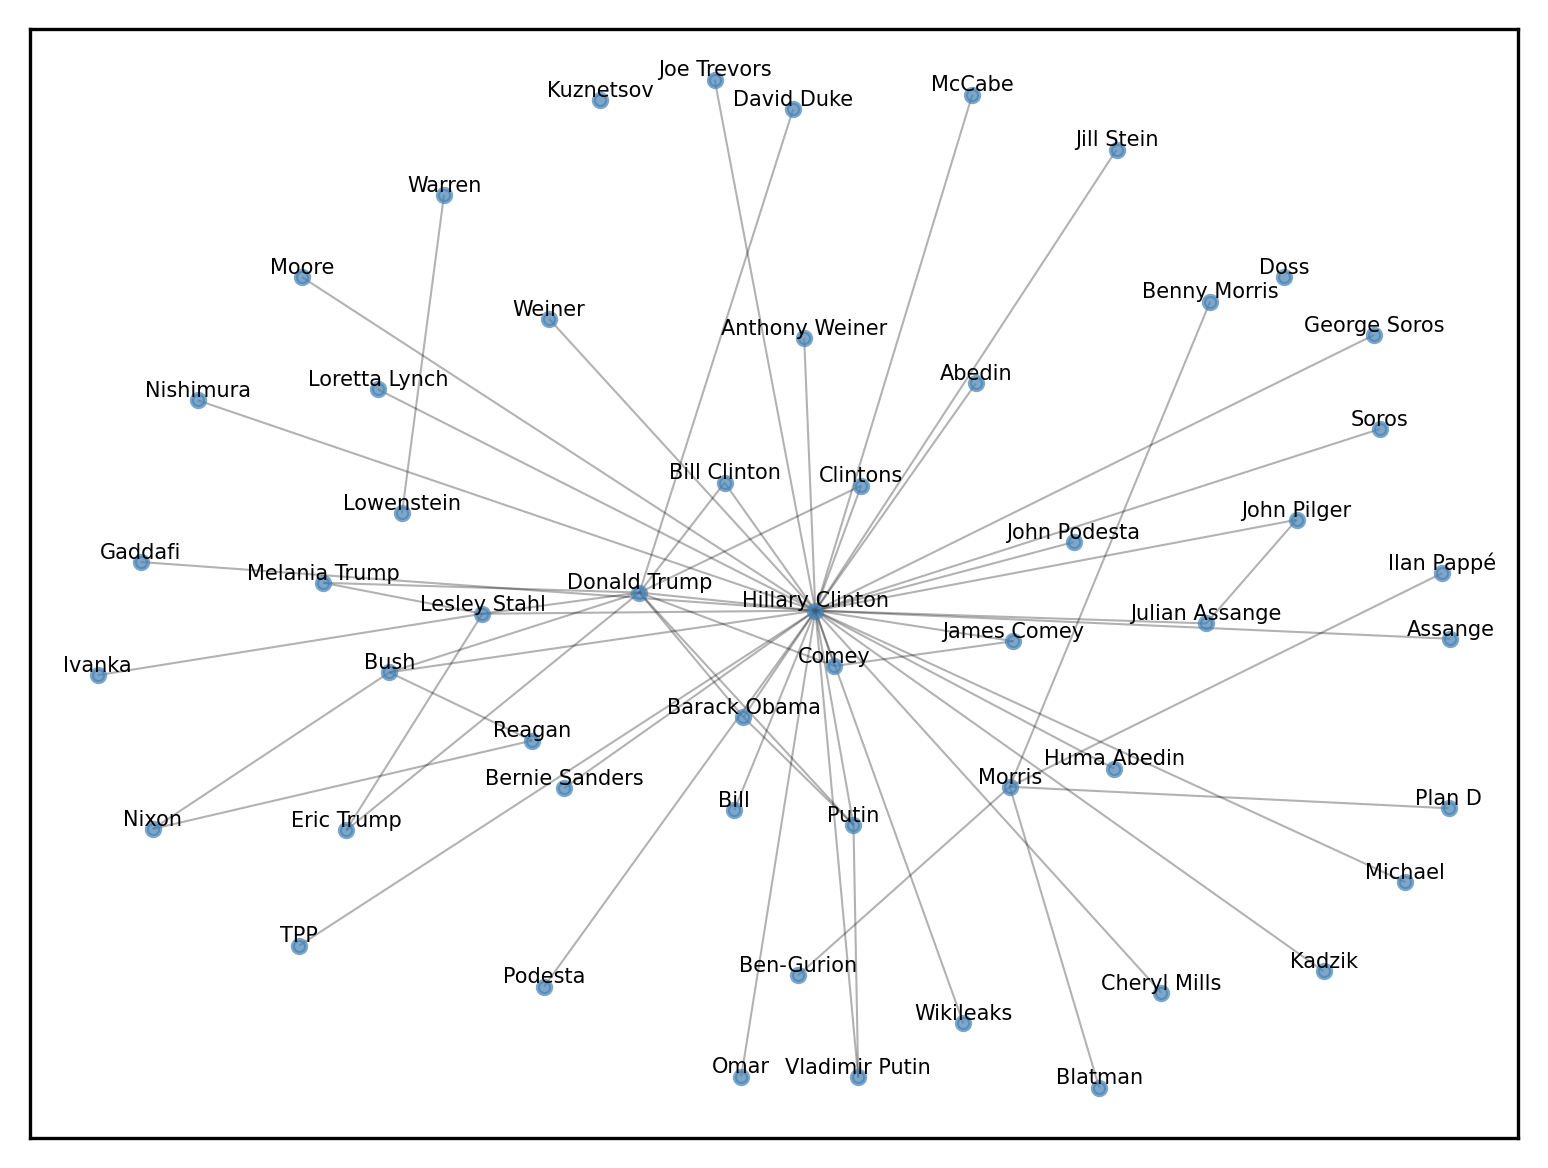 Joe Trevors
Kuznetsov
David Duke
McCabe
Jill Stein
Warren
Moore
Doss
Benny Morris
Weiner
Anthony Weiner
George Soros
Abedin
Loretta Lynch
Nishimura
Soros
Bill Clinton
Clintons
Lowenstein
John Pilger
John Podesta
Gaddafi
Ilan Pappé
Melania Trump
Donald Trump
Hillary Clinton
Lesley Stahl
Julian Assange
James Comey
Assange
Ivanka
Bush
Comey
Barack Obama
Reagan
Huma Abedin
Bernie Sanders
Morris
Bill
Plan D
Nixon
Eric Trump
Putin
Michael
TPP
Podesta
Ben-Gurion
Kadzik
Cheryl Mills
Wikileaks
Omar
Vladimir Putin
Blatman